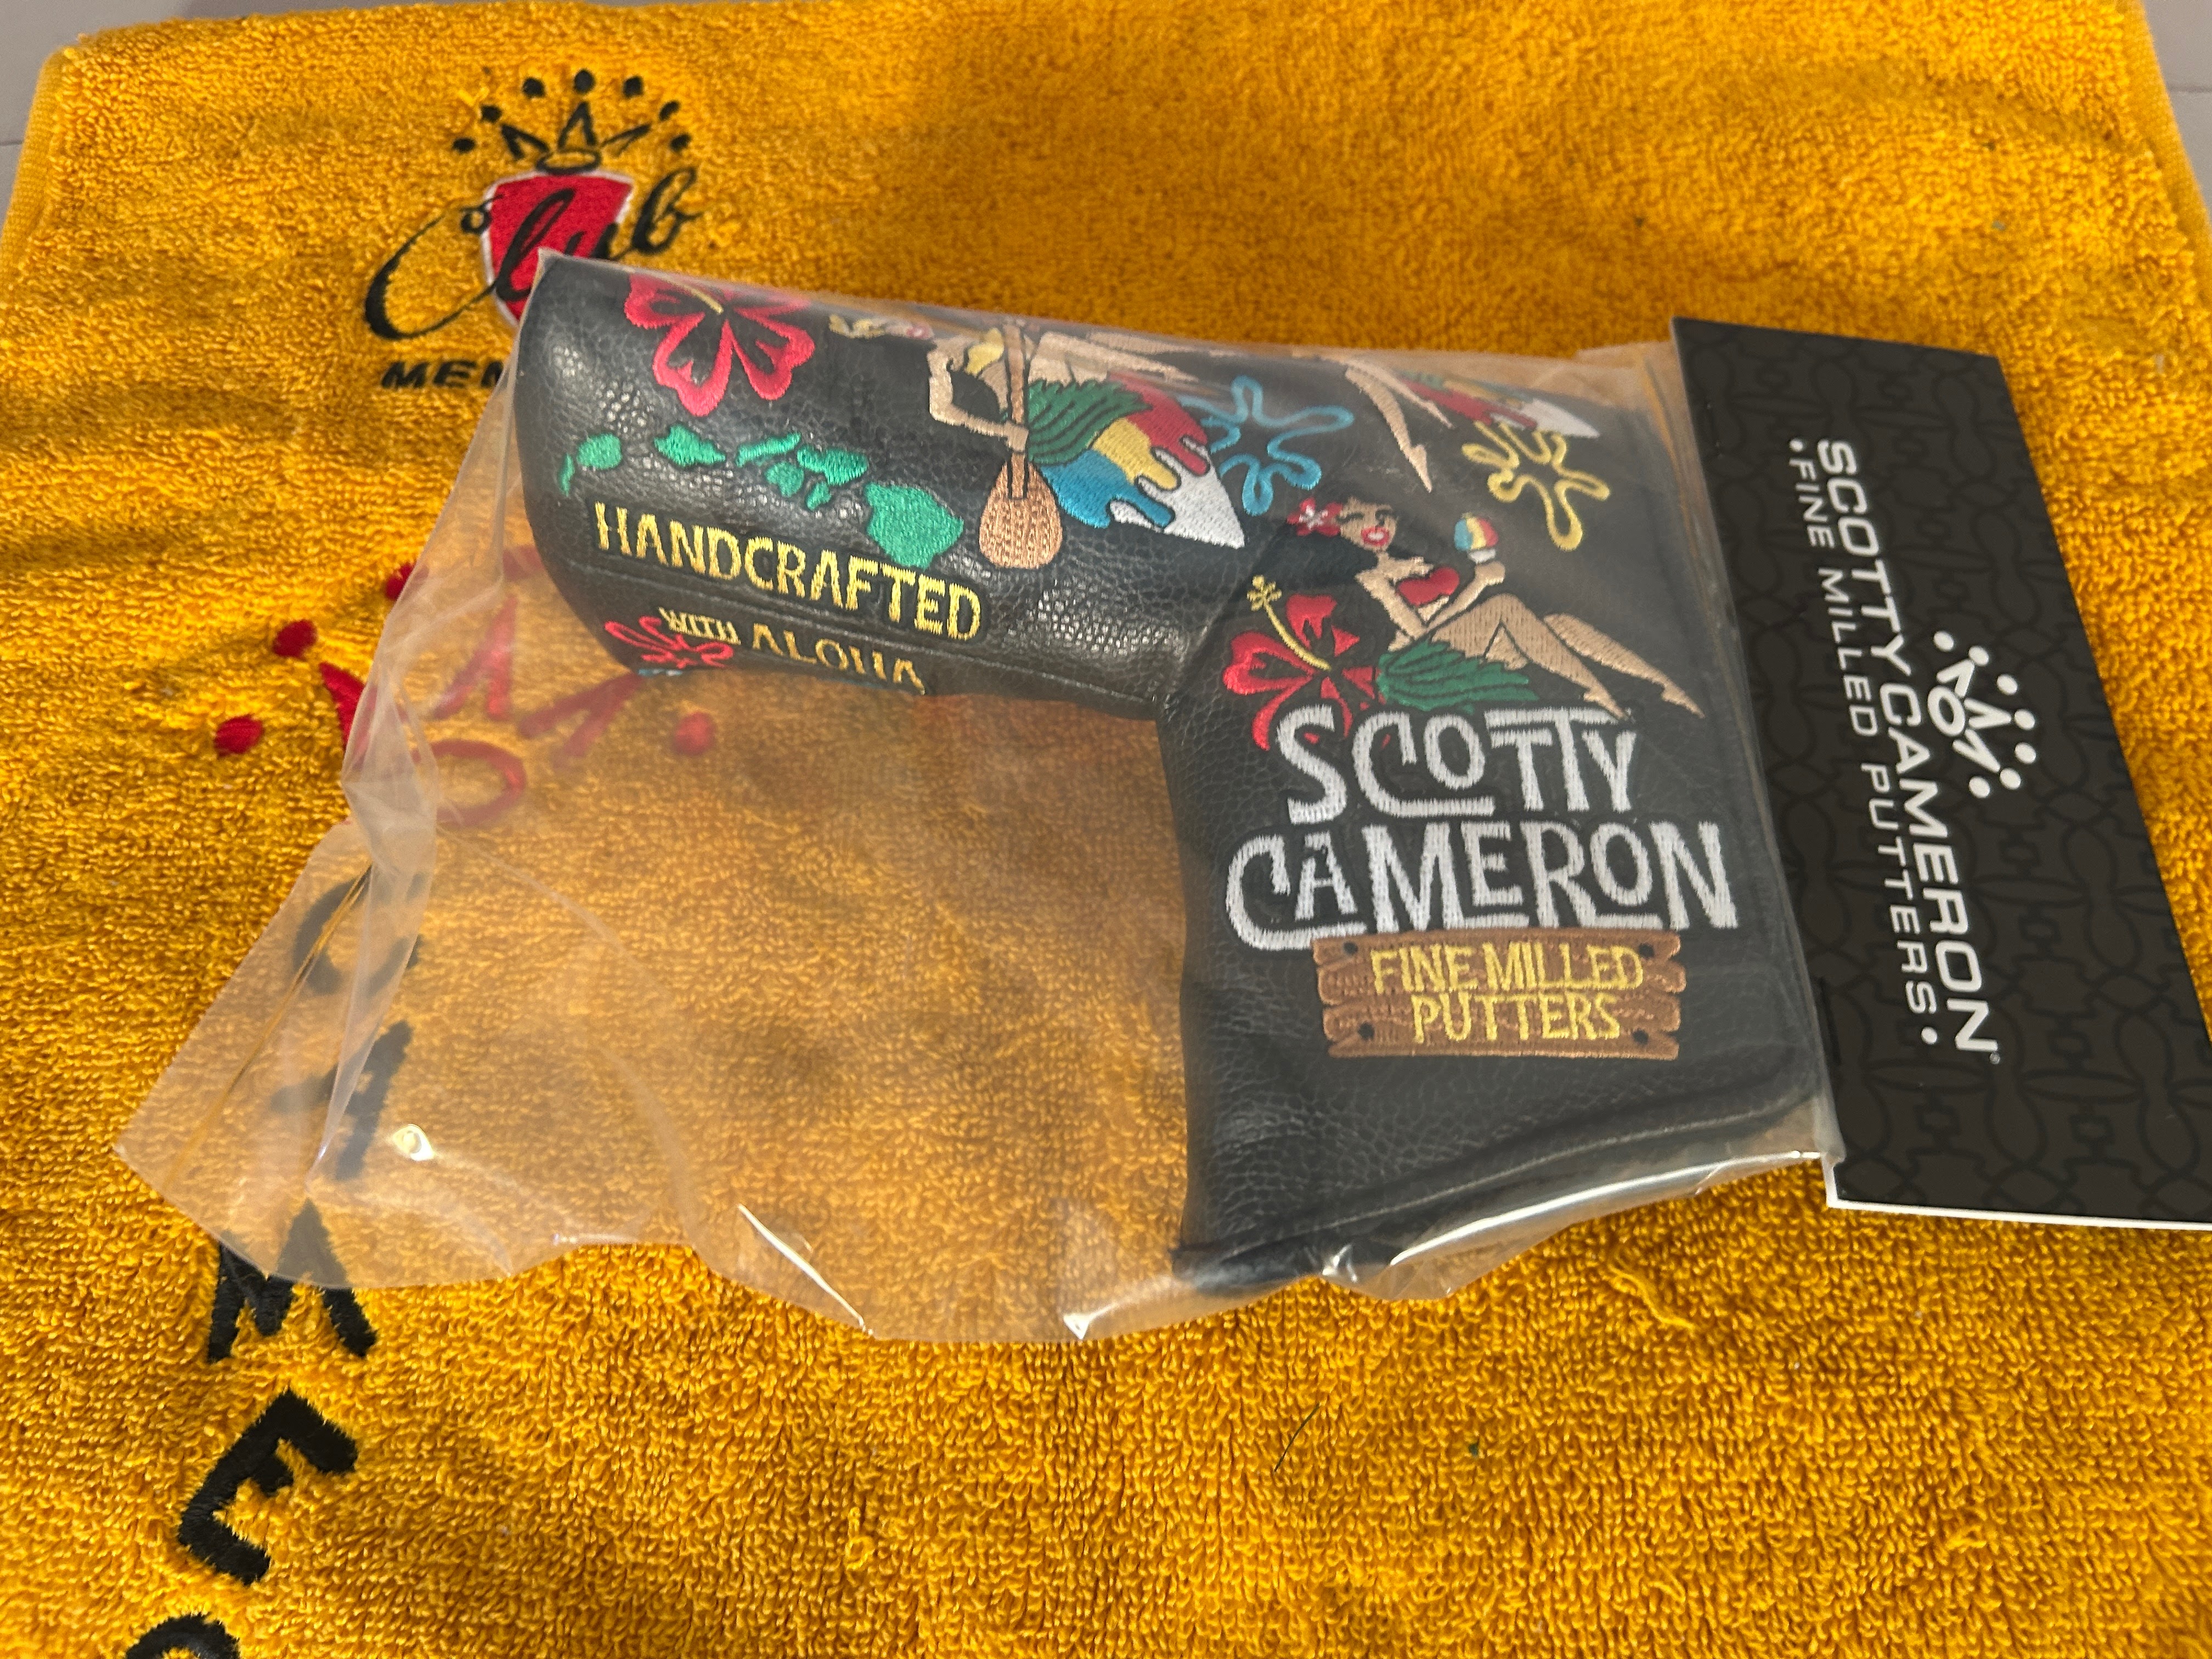 Club
HANDCRAFTED
WITH ALOHA
SCOTTY
CAMERON
FINE MILLED
PUTTERS
SCOTTY CAMERON
FINE MILLED PUTTERS